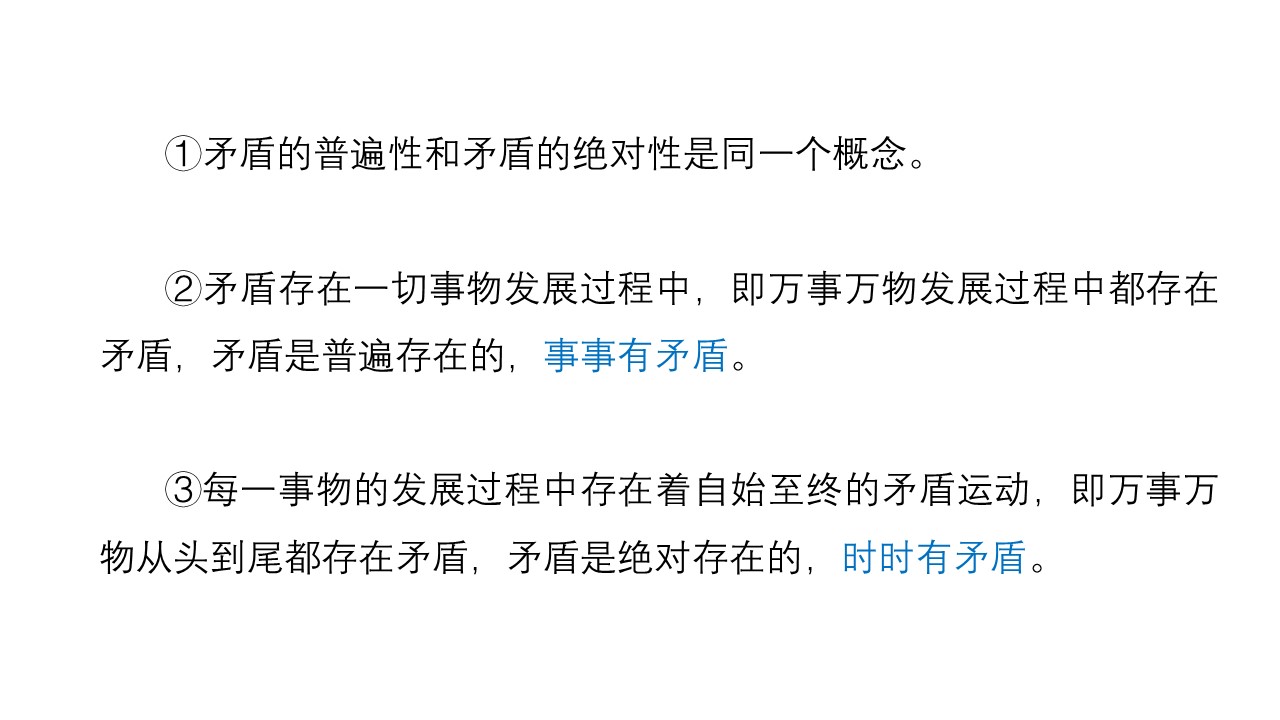 ①矛盾的普遍性和矛盾的绝对性是同一个概念。
②矛盾存在一切事物发展过程中，即万事万物发展过程中都存在
矛盾，矛盾是普遍存在的，事事有矛盾。
③每一事物的发展过程中存在着自始至终的矛盾运动，即万事万
物从头到尾都存在矛盾，矛盾是绝对存在的，时时有矛盾。